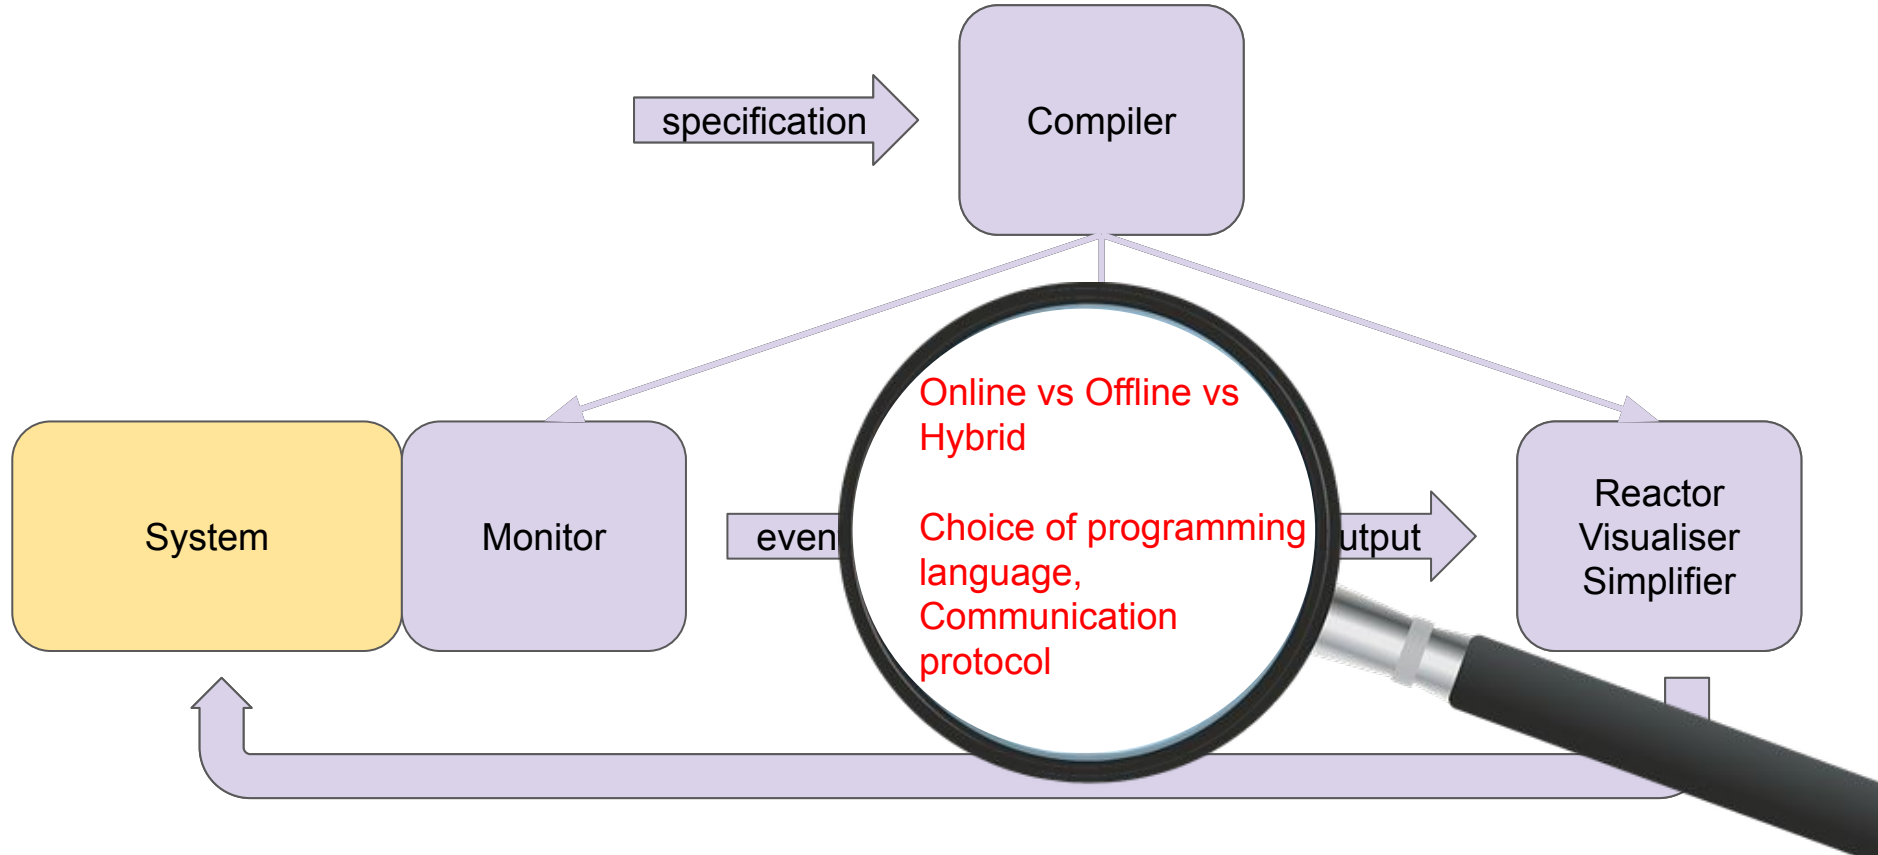 specification
Compiler
System
Monitor
even
Online vs Offline vs
Hybrid
Choice of programming
language,
Communication
protocol
utput
Reactor
Visualiser
Simplifier